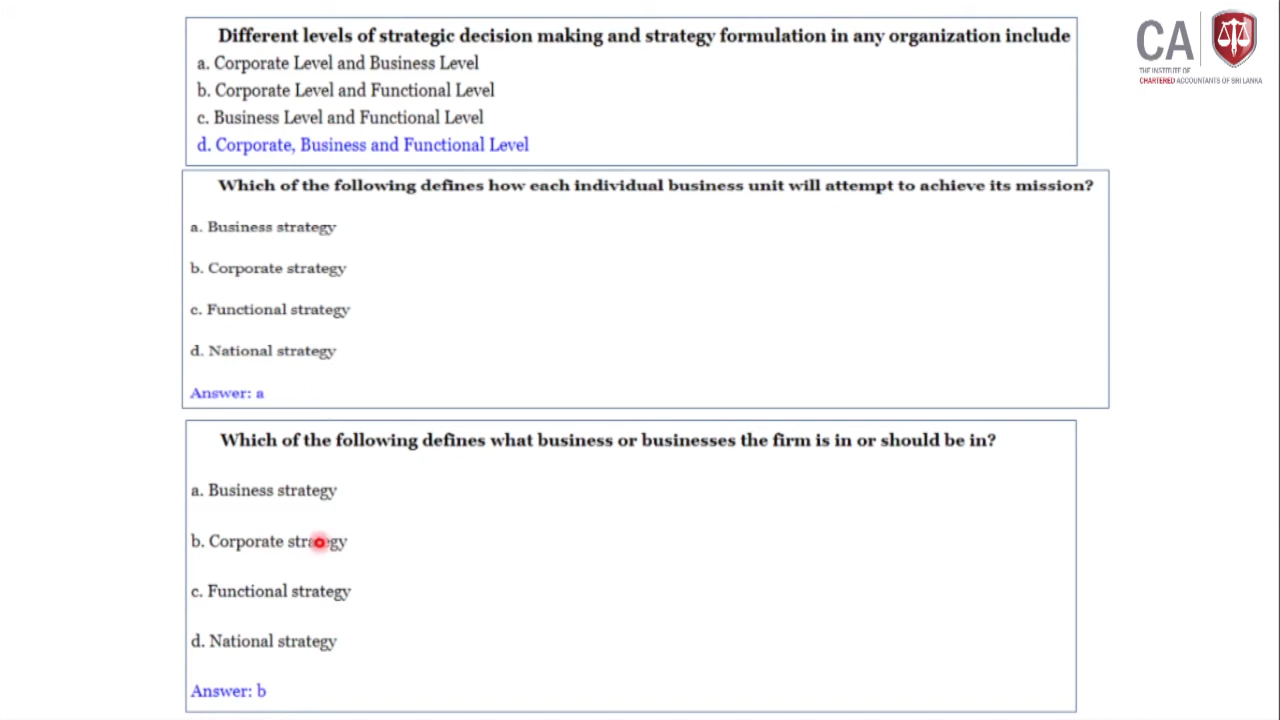 Different levels of strategic decision making and strategy formulation in any organization include
a. Corporate Level and Business Level
b. Corporate Level and Functional Level
c. Business Level and Functional Level
d. Corporate, Business and Functional Level
Which of the following defines how each individual business unit will attempt to achieve its mission?
a. Business strategy
b. Corporate strategy
c. Functional strategy
d. National strategy
Answer: a
Which of the following defines what business or businesses the firm is in or should be in?
a. Business strategy
b. Corporate strategy
c. Functional strategy
d. National strategy
Answer: b
CA
THE INSTITUTE OF
CHARTERED ACCOUNTANTS OF SRI LANKA